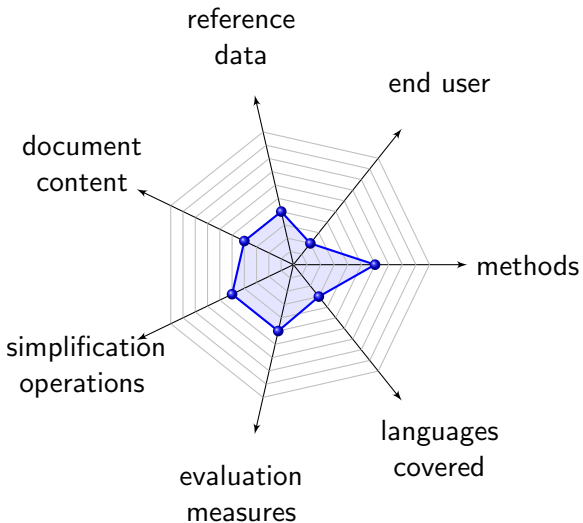 reference
data
end user
document
content
methods
simplification
operations
languages
covered
evaluation
measures